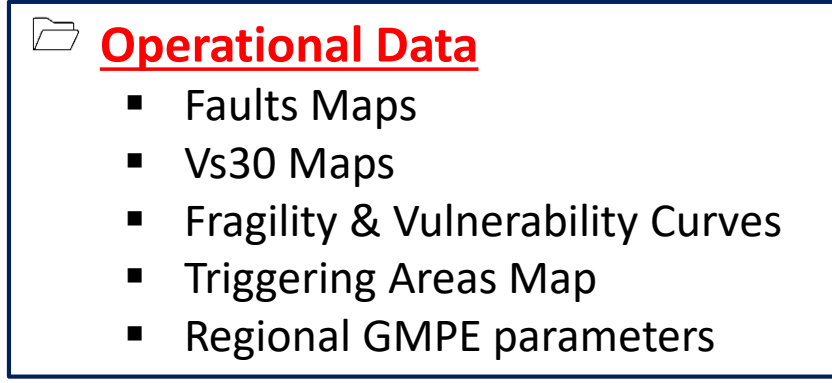 Operational Data
▪ Faults Maps
▪ Vs30 Maps
▪ Fragility & Vulnerability Curves
▪ Triggering Areas Map
▪ Regional GMPE parameters